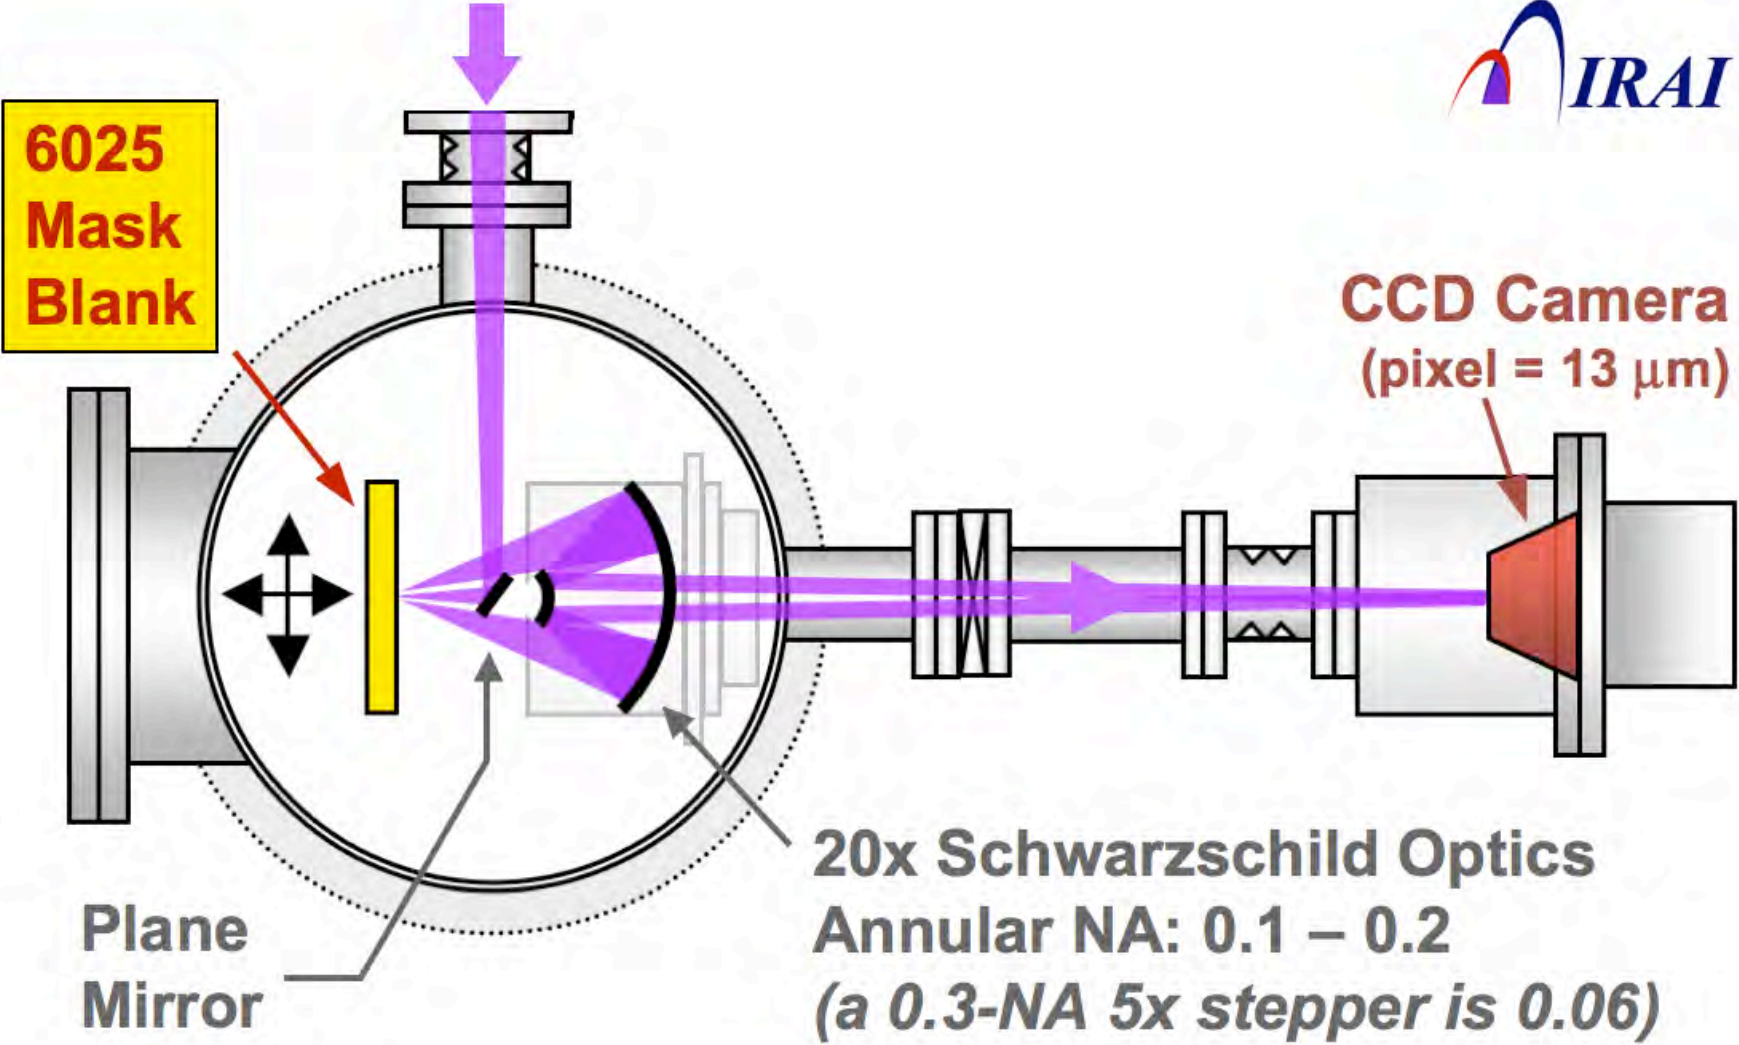 IRAI
6025
Mask
Blank
CCD Camera
(pixel = 13 μm)
20x Schwarzschild Optics
Annular NA: 0.1 – 0.2
(a 0.3-NA 5x stepper is 0.06)
Plane
Mirror